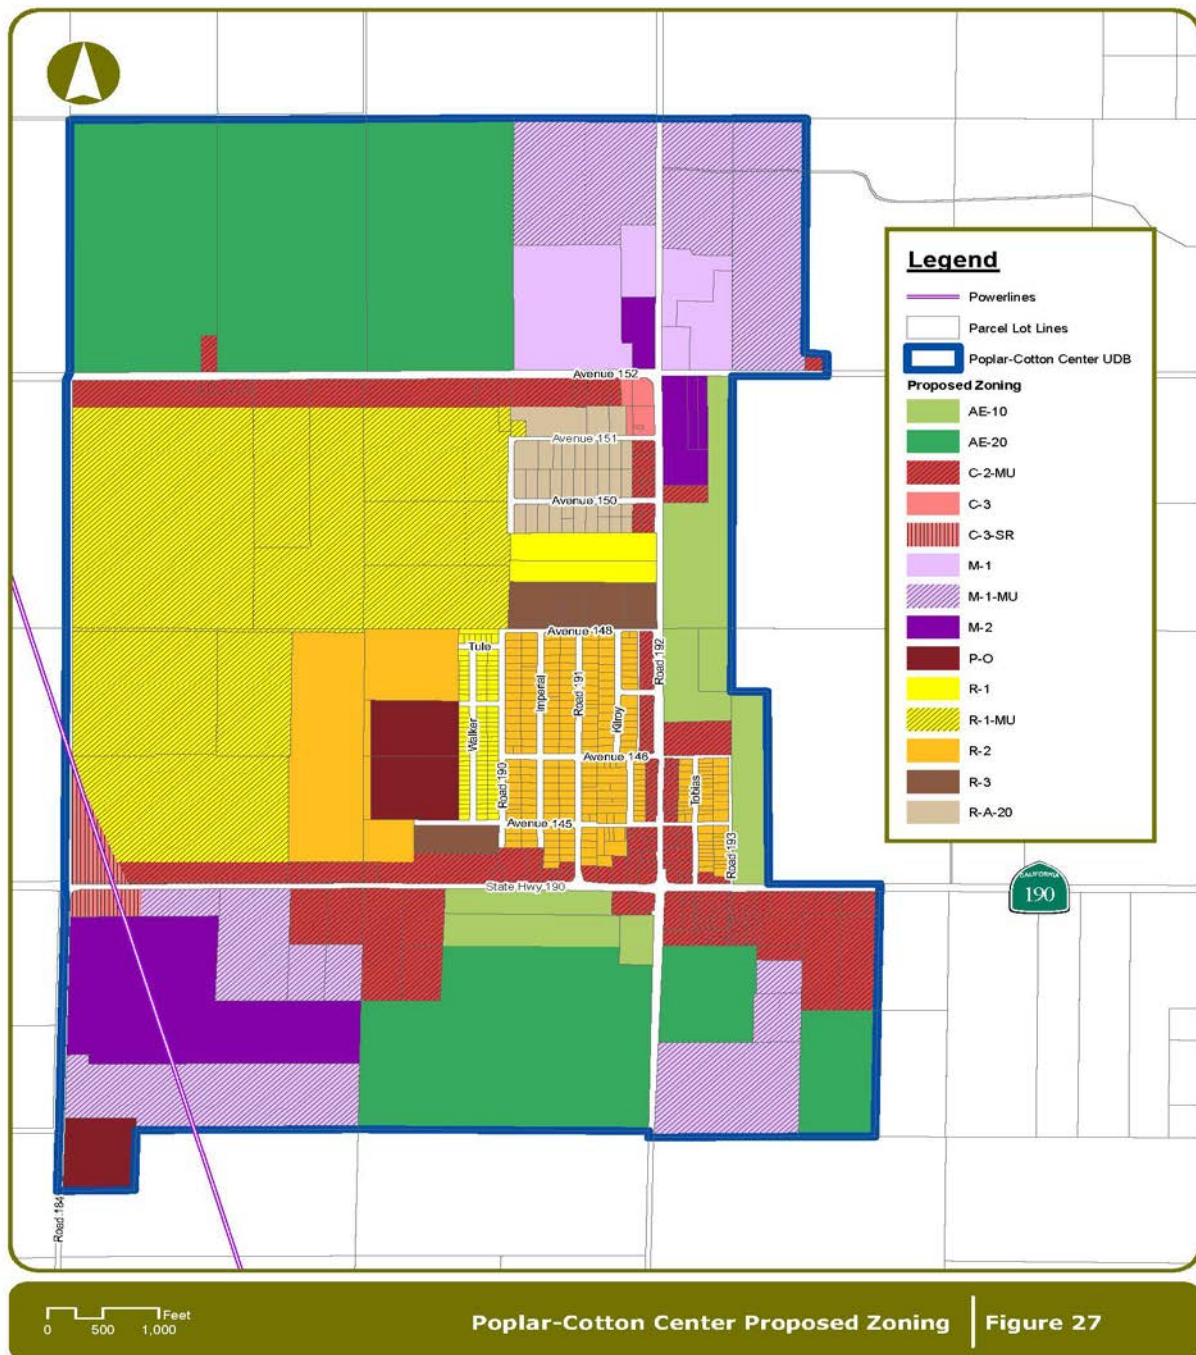 Legend
Powerlines
Parcel Lot Lines
Poplar-Cotton Center UDB
Proposed Zoning
AE-10
AE-20
C-2-MU
C-3
C-3-SR
M-1
M-1-MU
M-2
P-O
R-1
R-1-MU
R-2
R-3
R-A-20
Avenue 152
Avenue 151
Avenue 150
Avenue 148
Tule
Road 192
Imperial
Road 191
Kilroy
Walker
Avenue 146
Road 190
Tobias
Avenue 145
Road 193
State Hwy 190
CALIFORNIA
190
Road 184
Feet
0 500 1,000
Poplar-Cotton Center Proposed Zoning
Figure 27